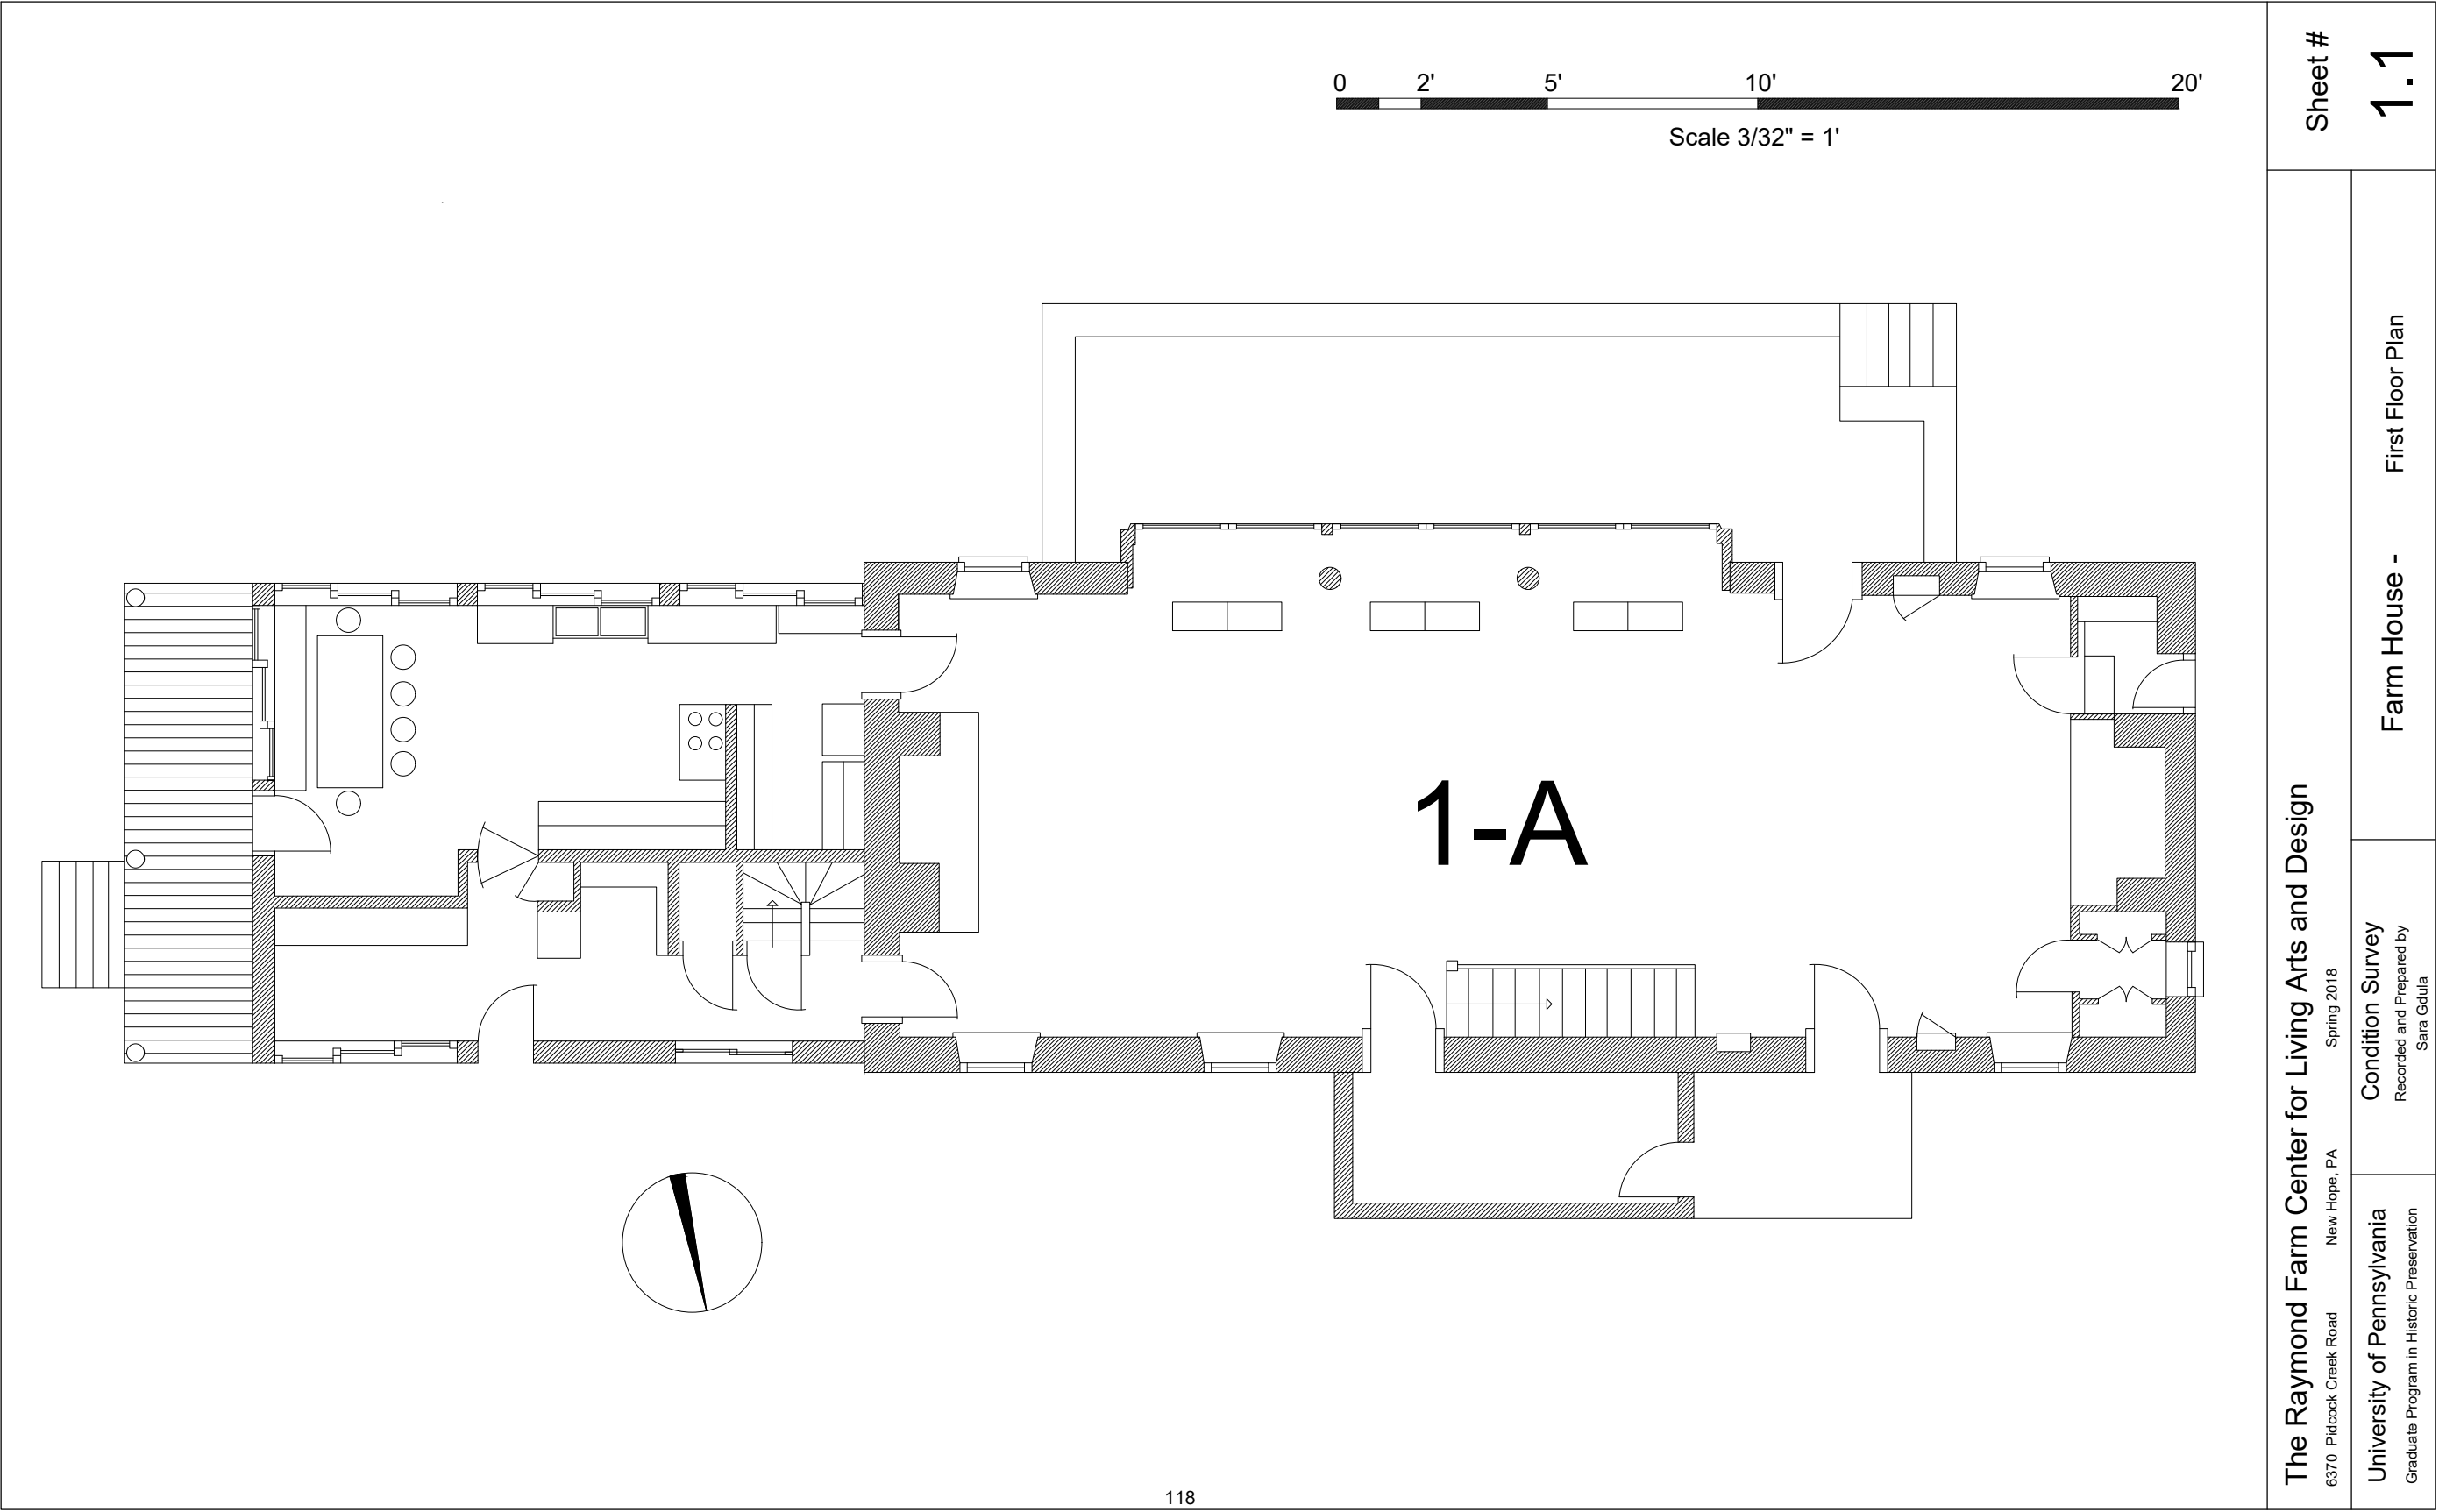 0 2' 5' 10' 20'
Scale 3/32" = 1'
1-A
118
Sheet #
1.1
The Raymond Farm Center for Living Arts and Design
6370 Pidcock Creek Road New Hope, PA Spring 2018
Farm House - First Floor Plan
Condition Survey
Recorded and Prepared by
Sara Gdula
University of Pennsylvania
Graduate Program in Historic Preservation